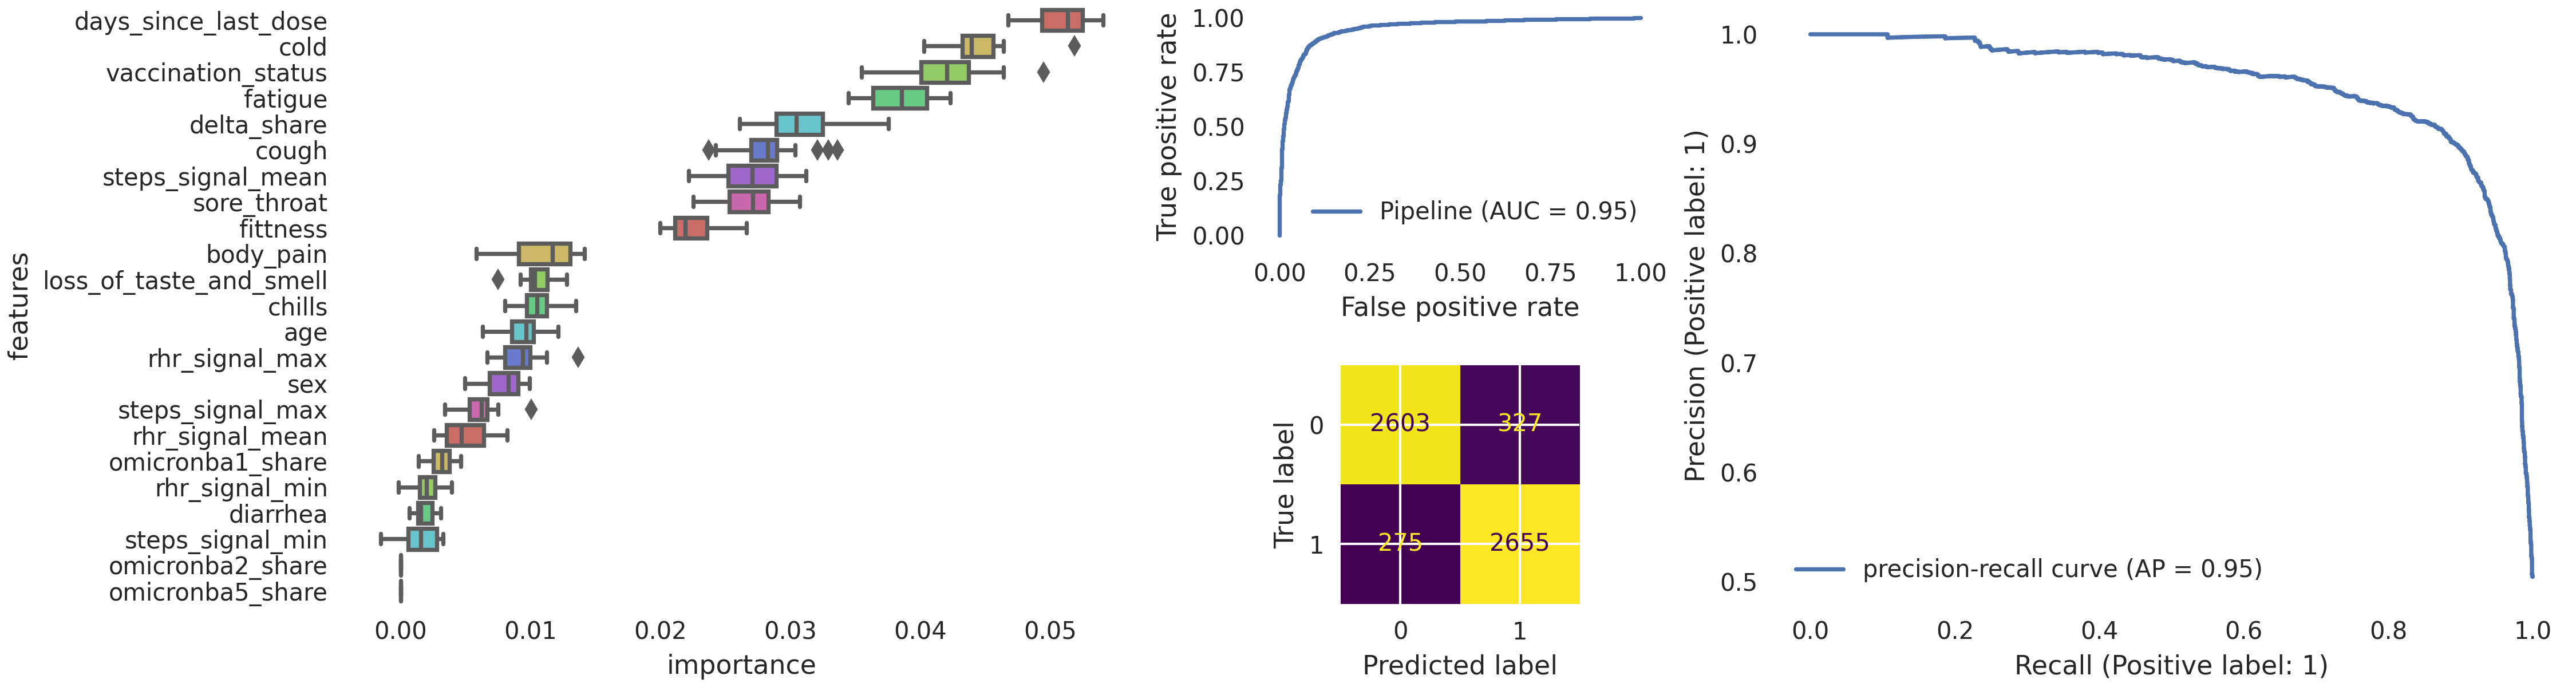 features
days_since_last_dose
cold
vaccination_status
fatigue
delta_share
cough
steps_signal_mean
sore_throat
fittness
body_pain
loss_of_taste_and_smell
chills
age
rhr_signal_max
sex
steps_signal_max
rhr_signal_mean
omicronba1_share
rhr_signal_min
diarrhea
steps_signal_min
omicronba2_share
omicronba5_share
0.00 0.01 0.02 0.03 0.04 0.05
importance
True positive rate
1.00
0.75
0.50
0.25
0.00
Pipeline (AUC = 0.95)
0.00 0.25 0.50 0.75 1.00
False positive rate
True label
0
2603 327
1
275 2655
0 1
Predicted label
Precision (Positive label: 1)
1.0
0.9
0.8
0.7
0.6
0.5
precision-recall curve (AP = 0.95)
0.0 0.2 0.4 0.6 0.8 1.0
Recall (Positive label: 1)